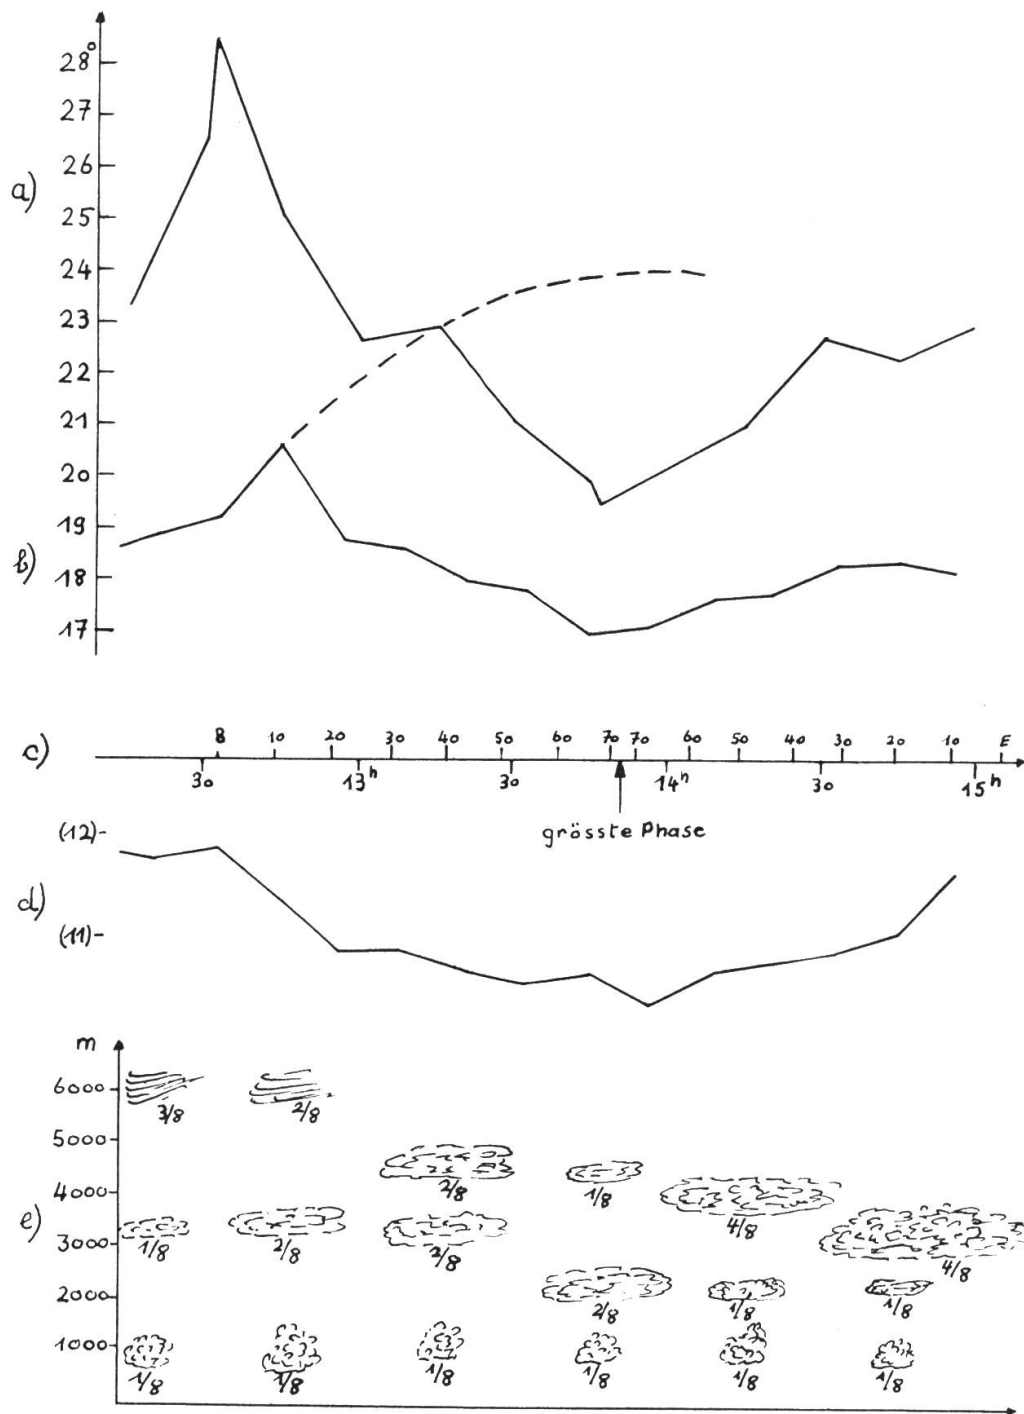 28°
27
26
a)
25
24
23
22
21
20
19
b)
18
17
c) 8 10 20 30 40 50 60 70 70 60 50 40 30 20 10 E
30 13h 30 14h 30 15h
grösste Phase
(12)-
d)
(11)-
m
6000
3/8 2/8
5000
4000
2/8 1/8 4/8
e)
3000
1/8 2/8 2/8 4/8
2000
2/8 1/8 1/8
1000
1/8 1/8 1/8 1/8 1/8 1/8